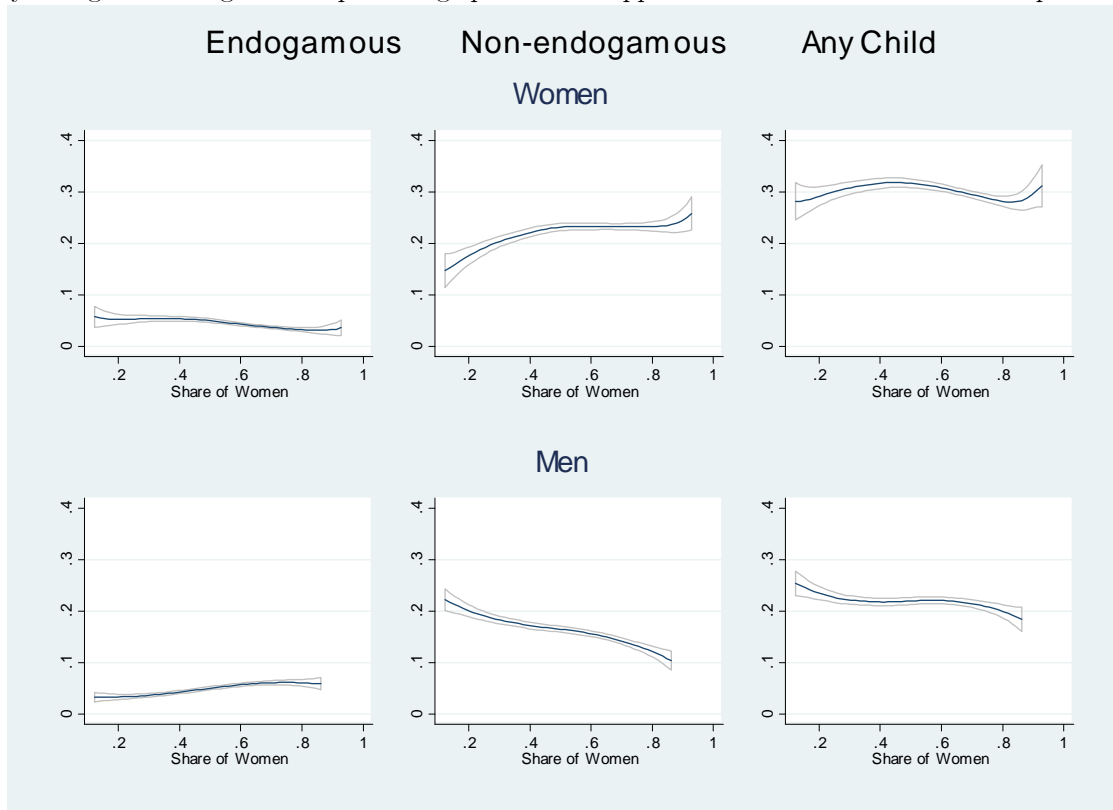 Endogamous Non-endogamous Any Child
Women
.4 .4 .4
.3 .3 .3
.2 .2 .2
.1 .1 .1
0 0 0
.2 .4 .6 .8 1 .2 .4 .6 .8 1 .2 .4 .6 .8 1
Share of Women Share of Women Share of Women
Men
.4 .4 .4
.3 .3 .3
.2 .2 .2
.1 .1 .1
0 0 0
.2 .4 .6 .8 1 .2 .4 .6 .8 1 .2 .4 .6 .8 1
Share of Women Share of Women Share of Women